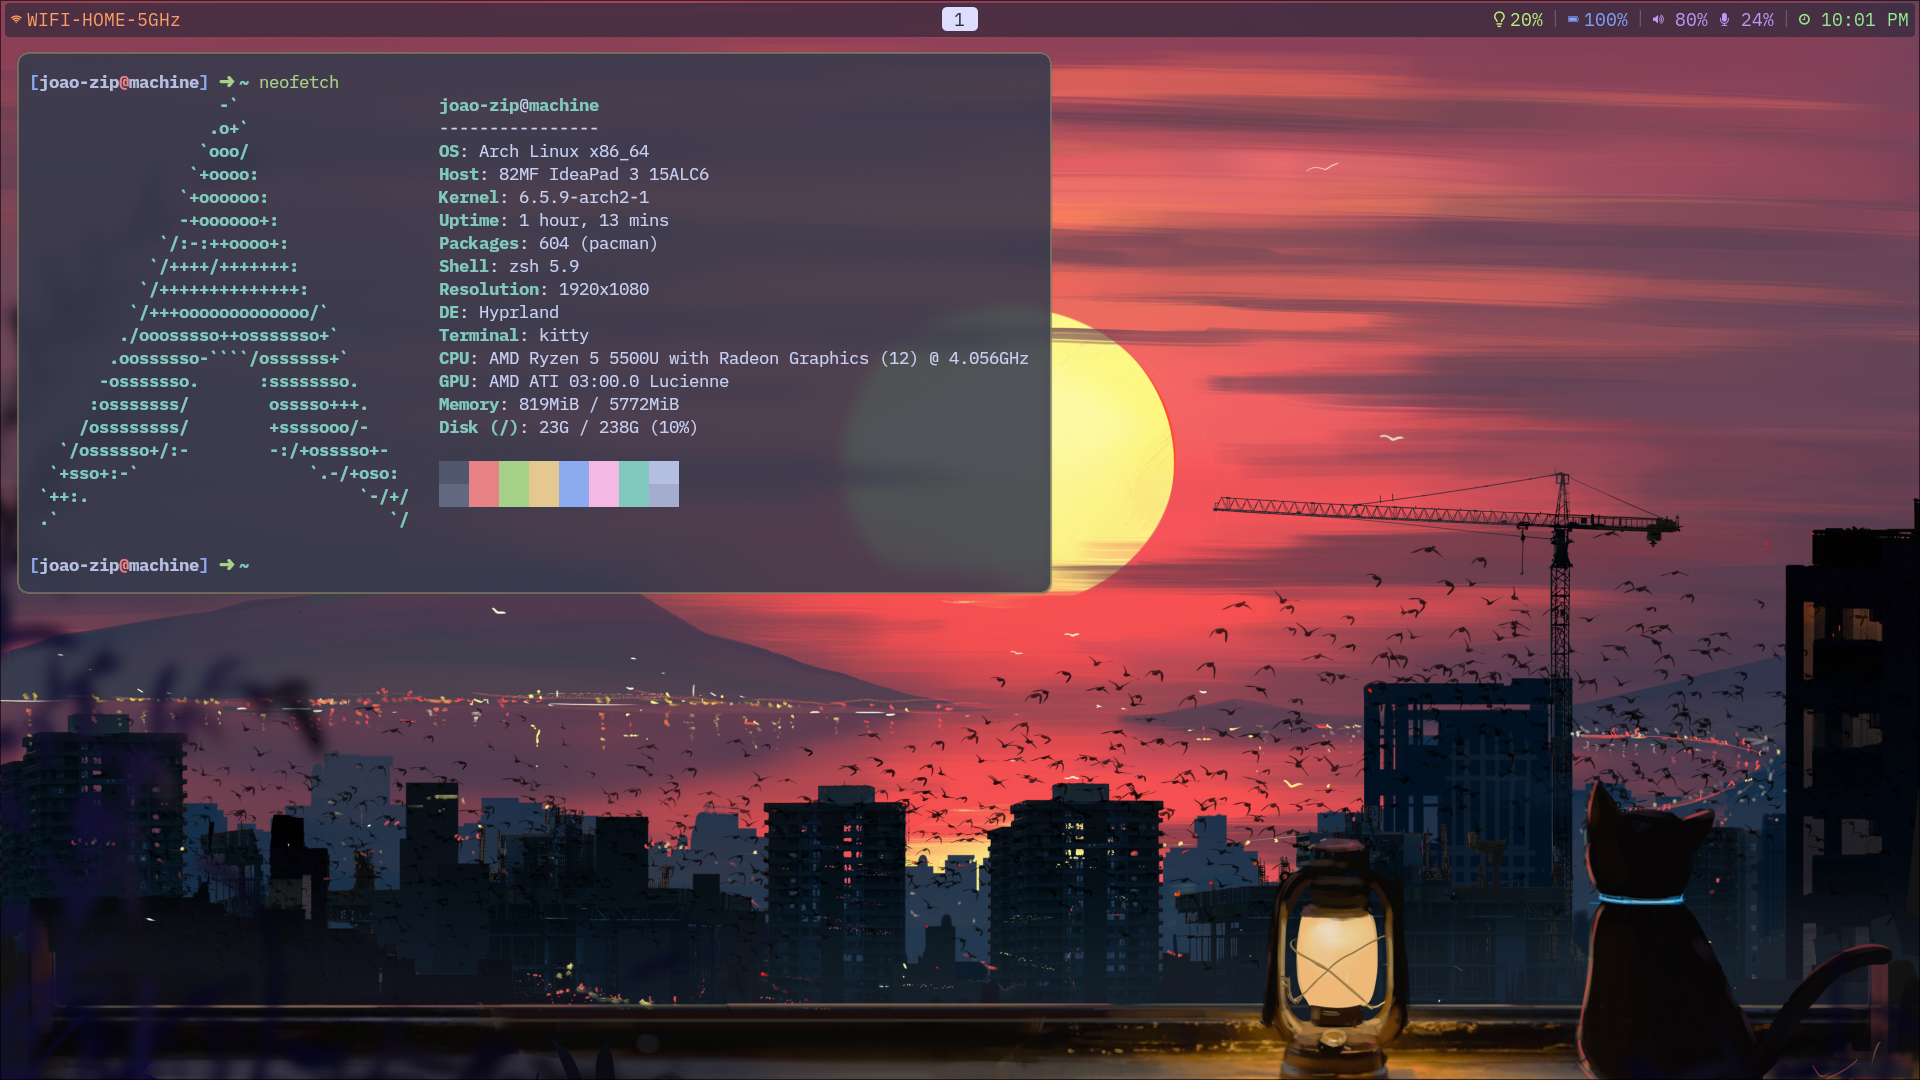 WIFI-HOME-5GHz 1 20% 100% 80% 24% 10:01 PM
[joao-zip@machine] ➜ ~ neofetch
-`                    joao-zip@machine
.o+`                   ----------------
`ooo/                   OS: Arch Linux x86_64
`+oooo:                  Host: 82MF IdeaPad 3 15ALC6
`+oooooo:                 Kernel: 6.5.9-arch2-1
-+oooooo+:                Uptime: 1 hour, 13 mins
`/:-:++oooo+:               Packages: 604 (pacman)
`/++++/+++++++:              Shell: zsh 5.9
`/++++++++++++++:             Resolution: 1920x1080
`/+++ooooooooooooo/`           DE: Hyprland
./ooosssso++osssssso+`          Terminal: kitty
.oossssso-````/ossssss+`         CPU: AMD Ryzen 5 5500U with Radeon Graphics (12) @ 4.056GHz
-osssssso.      :ssssssso.        GPU: AMD ATI 03:00.0 Lucienne
:osssssss/        osssso+++.       Memory: 819MiB / 5772MiB
/ossssssss/        +ssssooo/-       Disk (/): 23G / 238G (10%)
`/ossssso+/:-        -:/+osssso+-
`+sso+:-`                 `.-/+oso:
`++:.                           `-/+/
.`                                 `/
[joao-zip@machine] ➜ ~